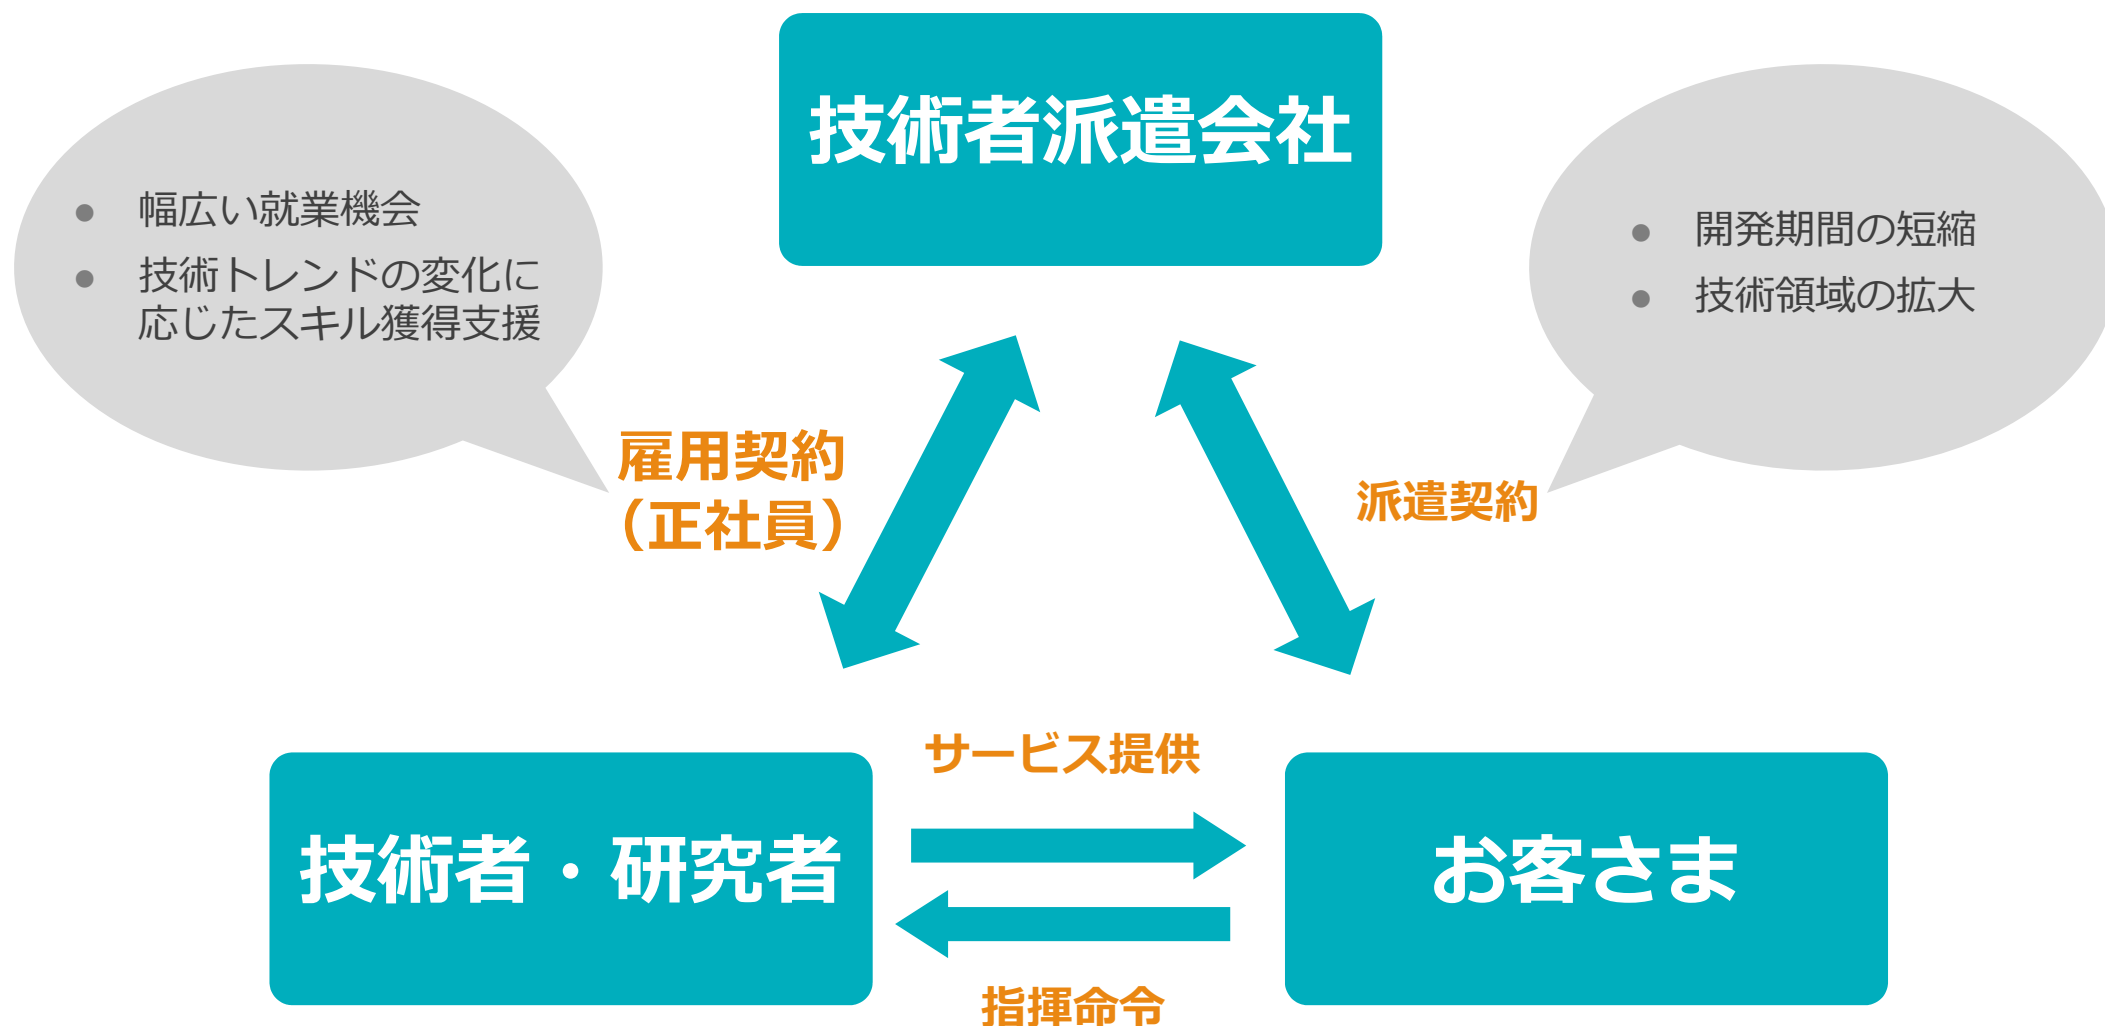 技術者派遣会社
● 幅広い就業機会
● 技術トレンドの変化に
応じたスキル獲得支援
● 開発期間の短縮
● 技術領域の拡大
雇用契約
（正社員）
派遣契約
サービス提供
技術者・研究者
お客さま
指揮命令